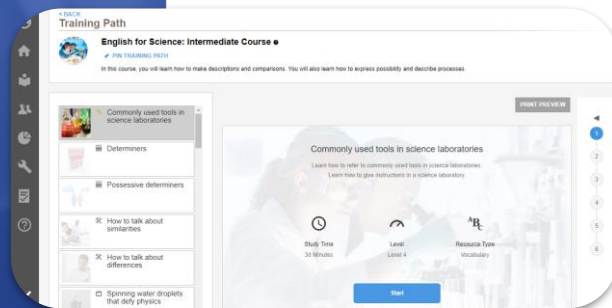 < BACK
Training Path
English for Science: Intermediate Course
PIN TRAINING PATH
In this course, you will learn how to make descriptions and comparisons. You will also learn how to express possibility and describe processes.
Commonly used tools in
science laboratories
Determiners
Possessive determiners
How to talk about
similarities
How to talk about
differences
Spinning water droplets
that defy physics
PRINT PREVIEW
Commonly used tools in science laboratories
Learn how to refer to commonly used tools in science laboratories.
Learn how to give instructions in a science laboratory.
ABC
Study Time
Level
Resource Type
30 Minutes
Level 4
Vocabulary
Start
1
2
3
4
5
6